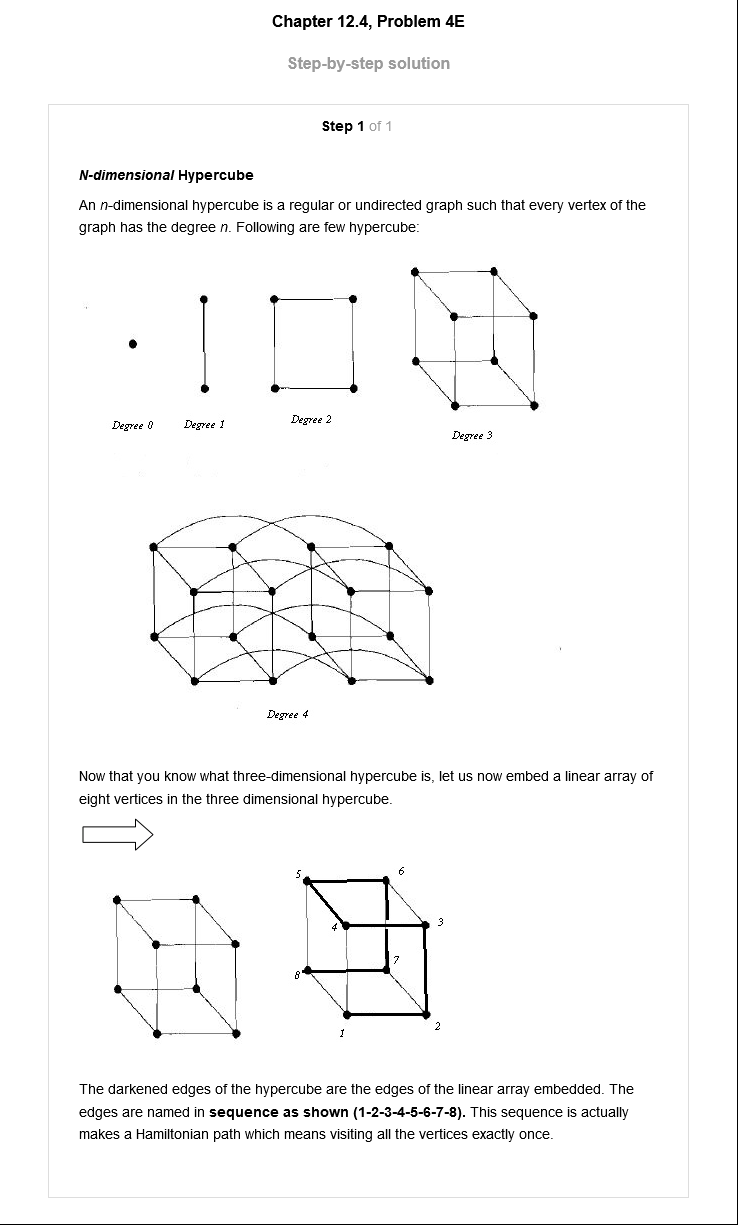 Chapter 12.4, Problem 4E
Step-by-step solution
Step 1 of 1
N-dimensional Hypercube
An n-dimensional hypercube is a regular or undirected graph such that every vertex of the
graph has the degree n. Following are few hypercube:
Degree 0
Degree 1
Degree 2
Degree 3
Degree 4
Now that you know what three-dimensional hypercube is, let us now embed a linear array of
eight vertices in the three dimensional hypercube.
5
6
4
3
7
8
1
2
The darkened edges of the hypercube are the edges of the linear array embedded. The
edges are named in sequence as shown (1-2-3-4-5-6-7-8). This sequence is actually
makes a Hamiltonian path which means visiting all the vertices exactly once.